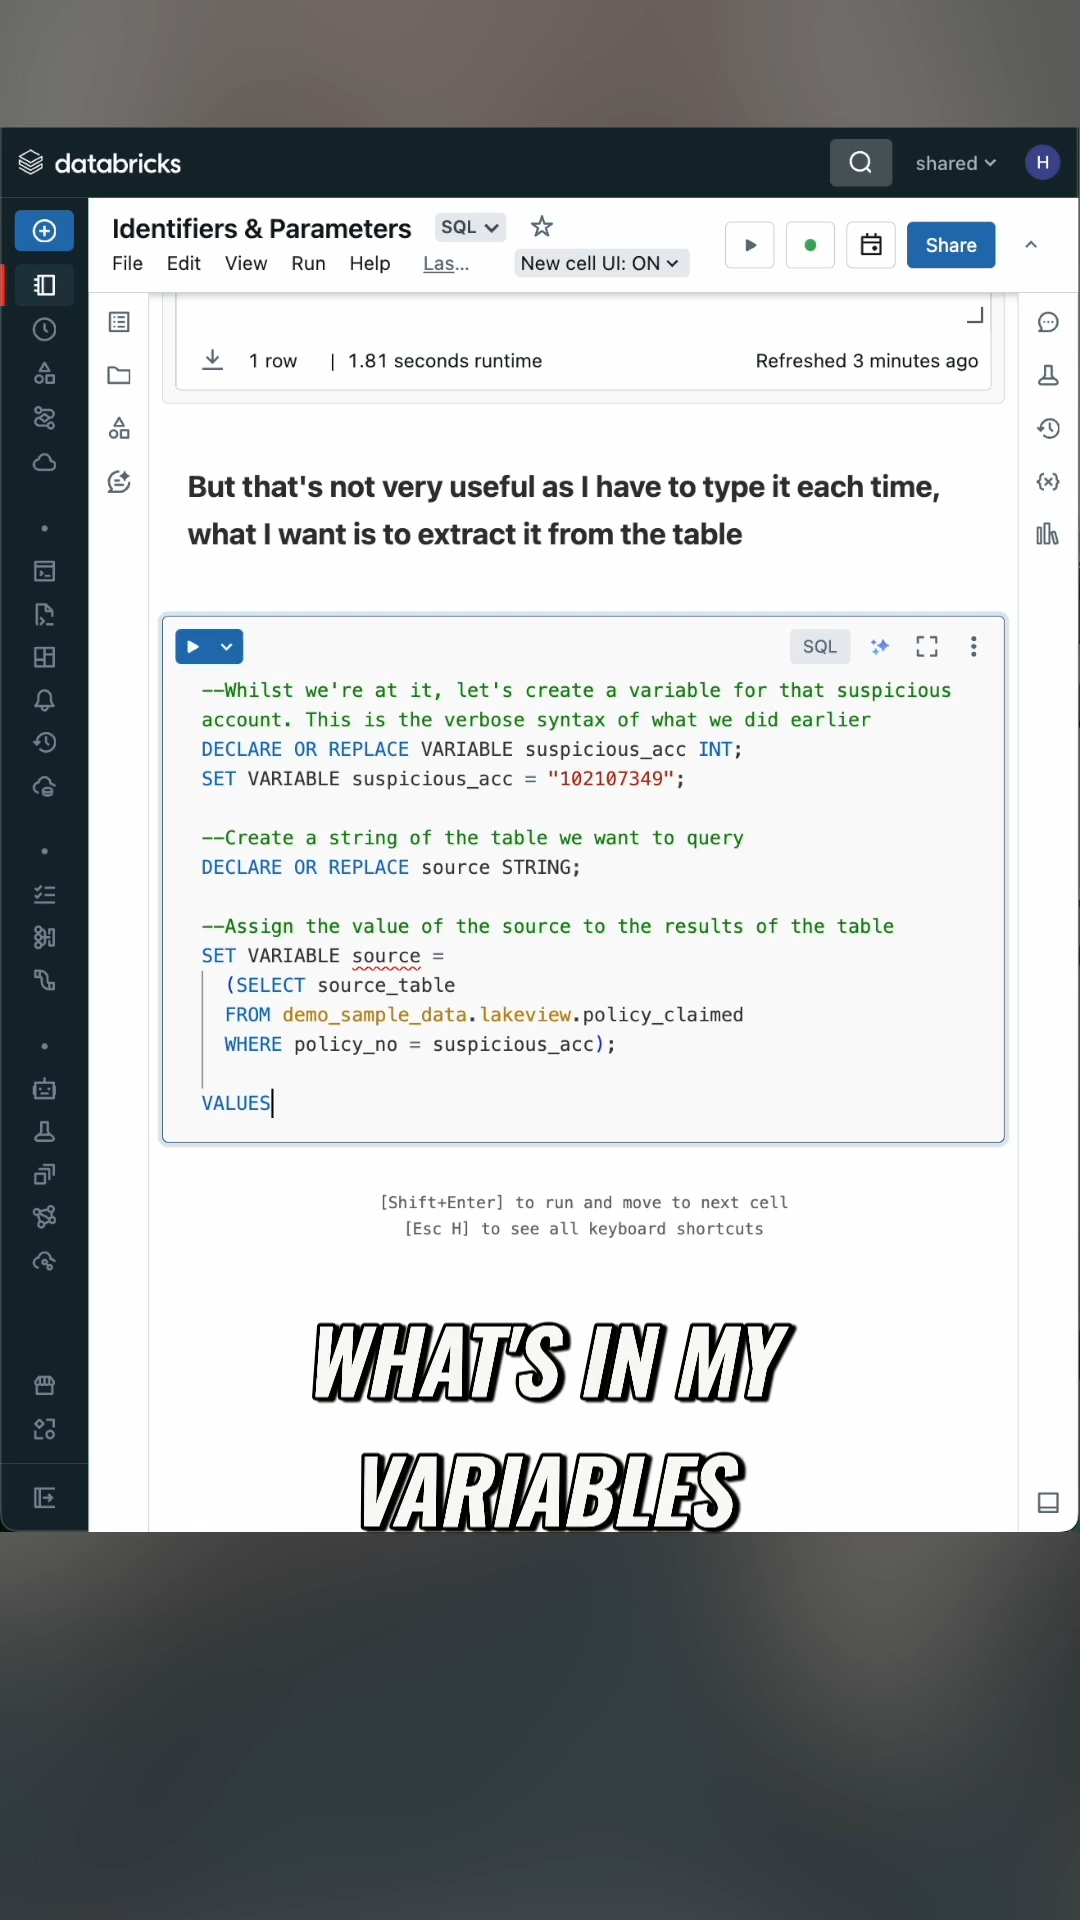 databricks
shared
H
Identifiers & Parameters
SQL
File Edit View Run Help Las... New cell UI: ON
Share
1 row | 1.81 seconds runtime
Refreshed 3 minutes ago
But that's not very useful as I have to type it each time,
what I want is to extract it from the table
SQL
--Whilst we're at it, let's create a variable for that suspicious
account. This is the verbose syntax of what we did earlier
DECLARE OR REPLACE VARIABLE suspicious_acc INT;
SET VARIABLE suspicious_acc = "102107349";
--Create a string of the table we want to query
DECLARE OR REPLACE source STRING;
--Assign the value of the source to the results of the table
SET VARIABLE source =
(SELECT source_table
FROM demo_sample_data.lakeview.policy_claimed
WHERE policy_no = suspicious_acc);
VALUES
[Shift+Enter] to run and move to next cell
[Esc H] to see all keyboard shortcuts
WHAT'S IN MY
VARIABLES